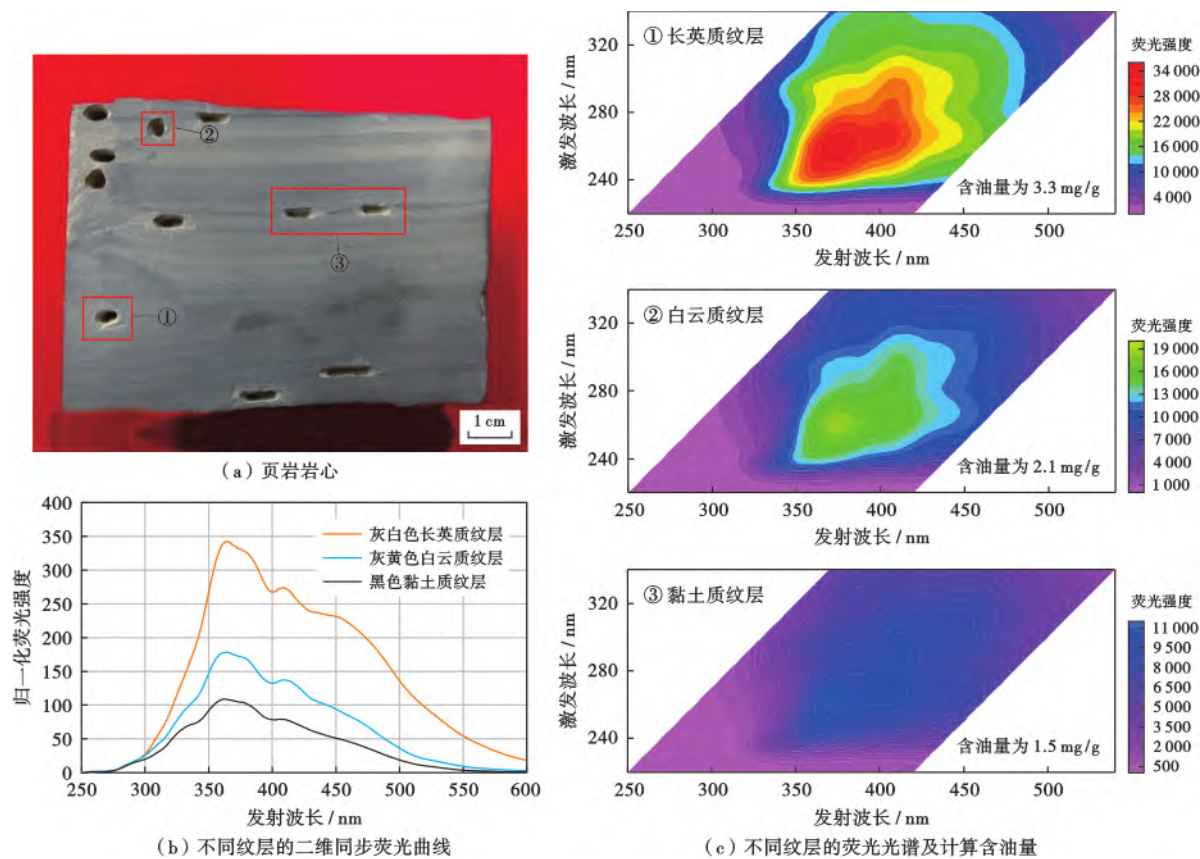 ②
③
①
1 cm
（a）页岩岩心
400
350
300
250
200
150
100
50
0
归一化荧光强度
灰白色长英质纹层
灰黄色白云质纹层
黑色黏土质纹层
250 300 350 400 450 500 550 600
发射波长 / nm
（b）不同纹层的二维同步荧光曲线
① 长英质纹层
320
280
240
激发波长 / nm
含油量为 3.3 mg/g
250 300 350 400 450 500
发射波长 / nm
荧光强度
34 000
28 000
22 000
16 000
10 000
4 000
② 白云质纹层
320
280
240
激发波长 / nm
含油量为 2.1 mg/g
250 300 350 400 450 500
发射波长 / nm
荧光强度
19 000
16 000
13 000
10 000
7 000
4 000
1 000
③ 黏土质纹层
320
280
240
激发波长 / nm
含油量为 1.5 mg/g
250 300 350 400 450 500
发射波长 / nm
荧光强度
11 000
9 500
8 000
6 500
5 000
3 500
2 000
500
（c）不同纹层的荧光光谱及计算含油量